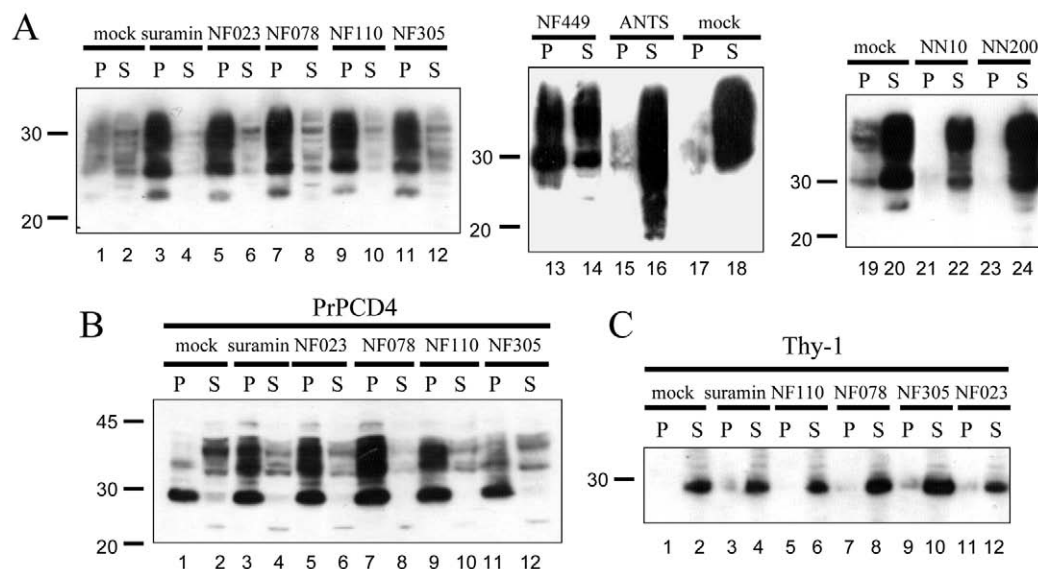 A
mock suramin NF023 NF078 NF110 NF305
P S P S P S P S P S P S
30
20
1 2 3 4 5 6 7 8 9 10 11 12
NF449 ANTS mock
P S P S P S
30
20
13 14 15 16 17 18
mock NN10 NN200
P S P S P S
30
20
19 20 21 22 23 24
B
PrPCD4
mock suramin NF023 NF078 NF110 NF305
P S P S P S P S P S P S
45
30
20
1 2 3 4 5 6 7 8 9 10 11 12
C
Thy-1
mock suramin NF110 NF078 NF305 NF023
P S P S P S P S P S P S
30
1 2 3 4 5 6 7 8 9 10 11 12